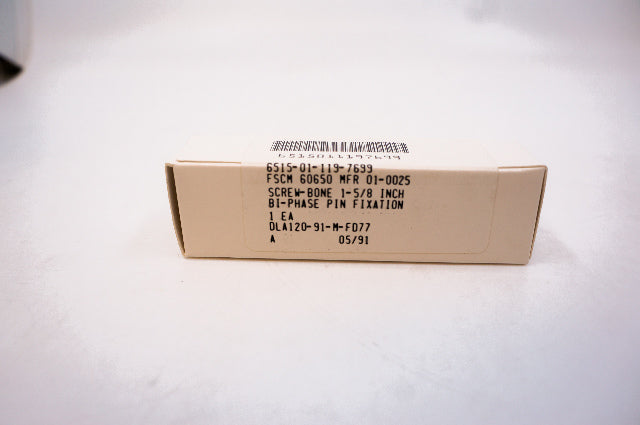 6515011197699
6515-01-119-7699
FSCM 60650 MFR 01-0025
SCREW-BONE 1-5/8 INCH
BI-PHASE PIN FIXATION
1 EA
DLA120-91-M-FD77
A 05/91